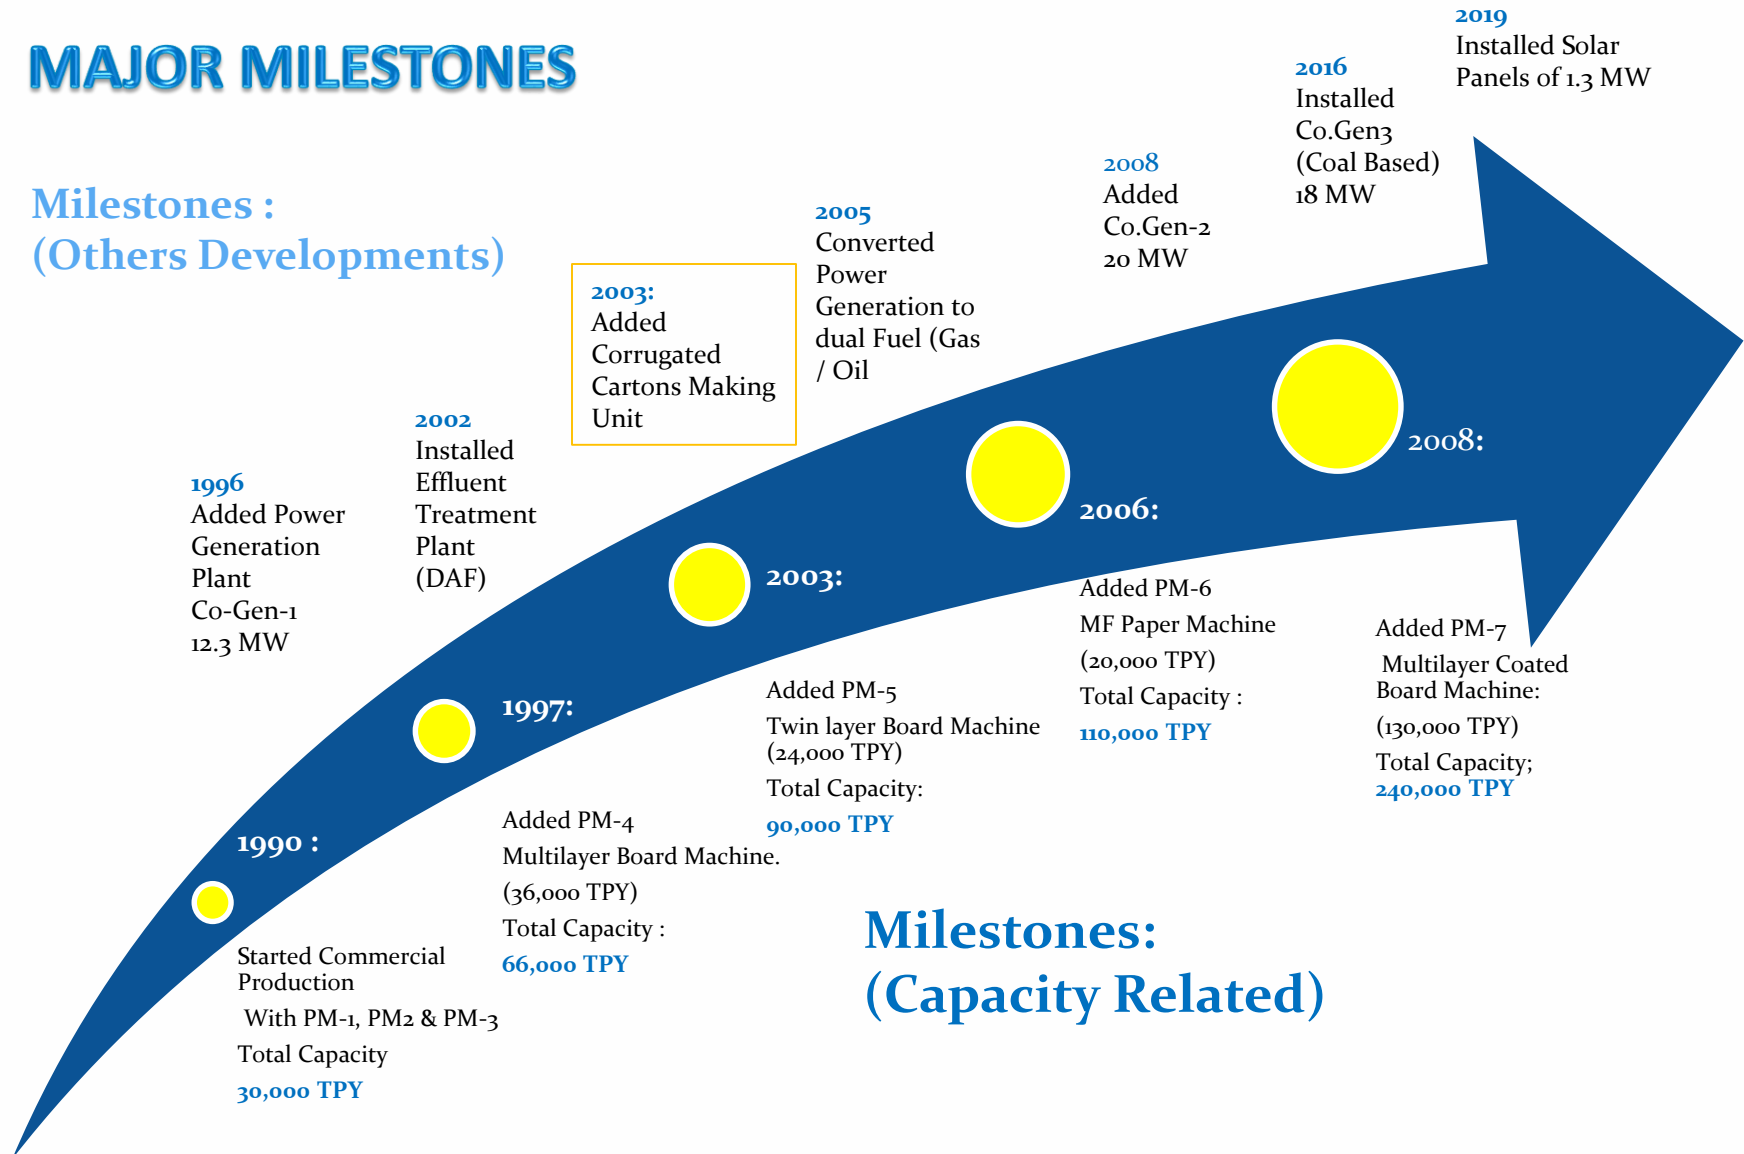 MAJOR MILESTONES
Milestones :
(Others Developments)
1996
Added Power
Generation
Plant
Co-Gen-1
12.3 MW
2002
Installed
Effluent
Treatment
Plant
(DAF)
2003:
Added
Corrugated
Cartons Making
Unit
2005
Converted
Power
Generation to
dual Fuel (Gas
/ Oil
2008
Added
Co.Gen-2
20 MW
2016
Installed
Co.Gen3
(Coal Based)
18 MW
2019
Installed Solar
Panels of 1.3 MW
1990 :
Started Commercial
Production
With PM-1, PM2 & PM-3
Total Capacity
30,000 TPY
1997:
Added PM-4
Multilayer Board Machine.
(36,000 TPY)
Total Capacity :
66,000 TPY
2003:
Added PM-5
Twin layer Board Machine
(24,000 TPY)
Total Capacity:
90,000 TPY
2006:
Added PM-6
MF Paper Machine
(20,000 TPY)
Total Capacity :
110,000 TPY
2008:
Added PM-7
Multilayer Coated
Board Machine:
(130,000 TPY)
Total Capacity;
240,000 TPY
Milestones:
(Capacity Related)